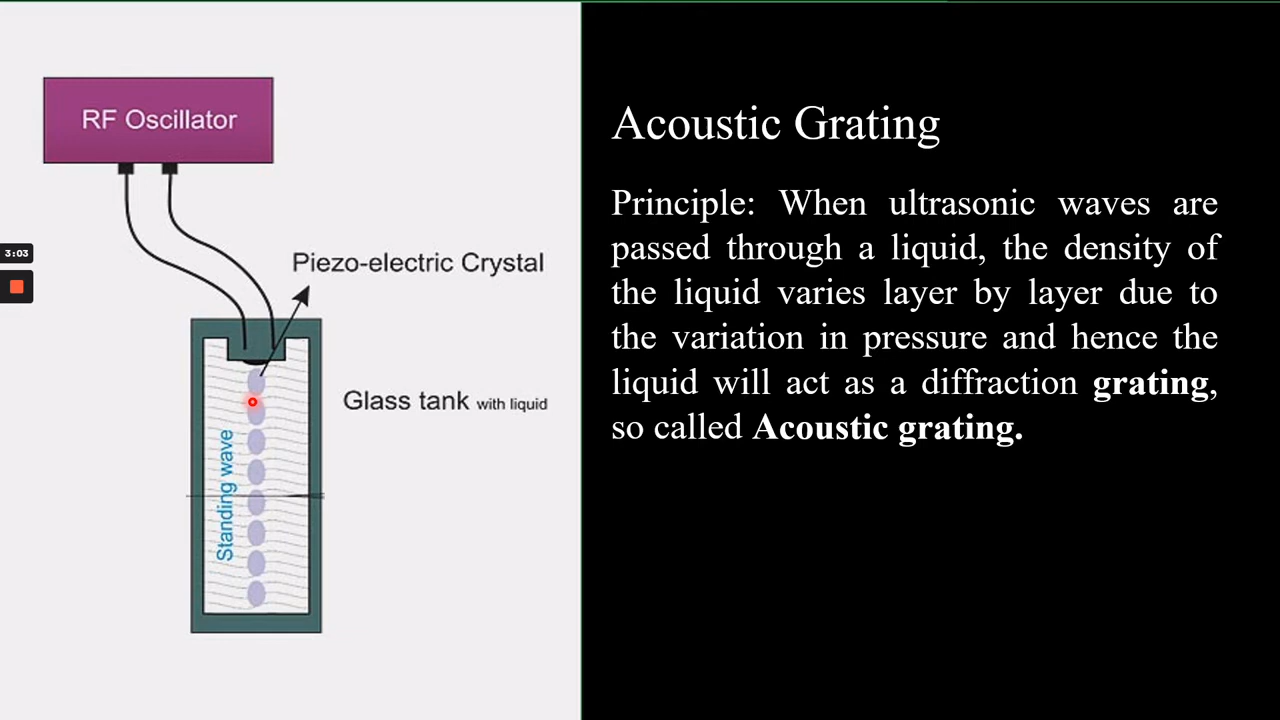 RF Oscillator
3:03
Piezo-electric Crystal
Glass tank with liquid
Standing wave
Acoustic Grating
Principle: When ultrasonic waves are
passed through a liquid, the density of
the liquid varies layer by layer due to
the variation in pressure and hence the
liquid will act as a diffraction grating,
so called Acoustic grating.